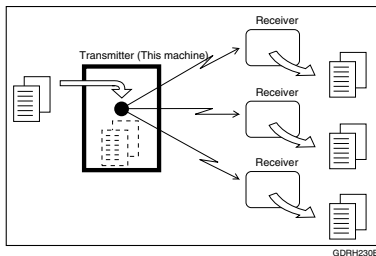 Receiver
Transmitter (This machine)
Receiver
Receiver
GDRH230E